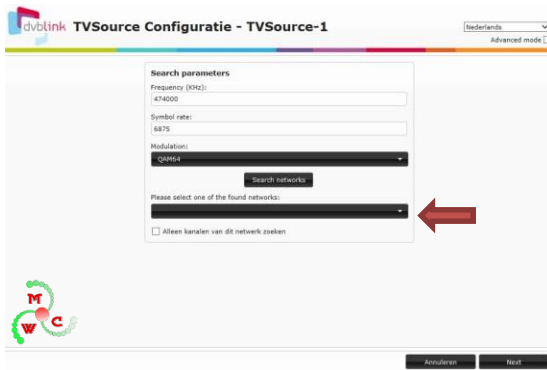 dvblink TVSource Configuratie - TVSource-1
Nederlands
Advanced mode
Search parameters
Frequency (KHz):
474000
Symbol rate:
6875
Modulation:
QAM64
Search networks
Please select one of the found networks:
Alleen kanalen van dit netwerk zoeken
M
W C
Annuleren
Next